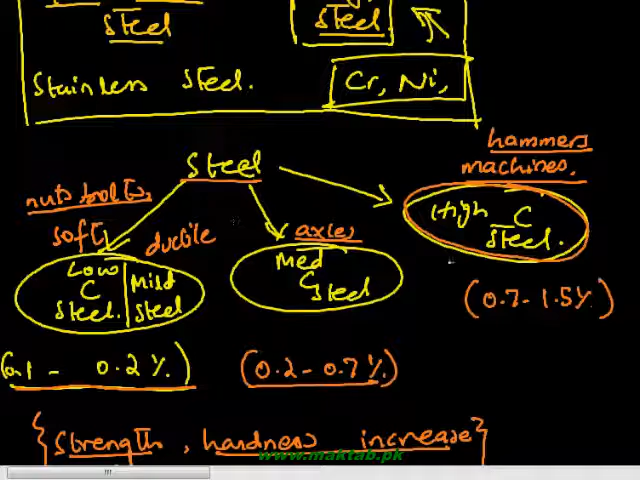 Steel
Steel
Stainless Steel.
Cr, Ni,
hammers
machines.
Steel
nuts bolts,
soft,
ductile
axles
High C
Steel.
Low
C
Steel.
Mild
Steel
Med
C
Steel
(0.7 - 1.5%)
(0.1 - 0.2%)
(0.2 - 0.7%)
{Strength, hardness increase}
www.maktab.pk